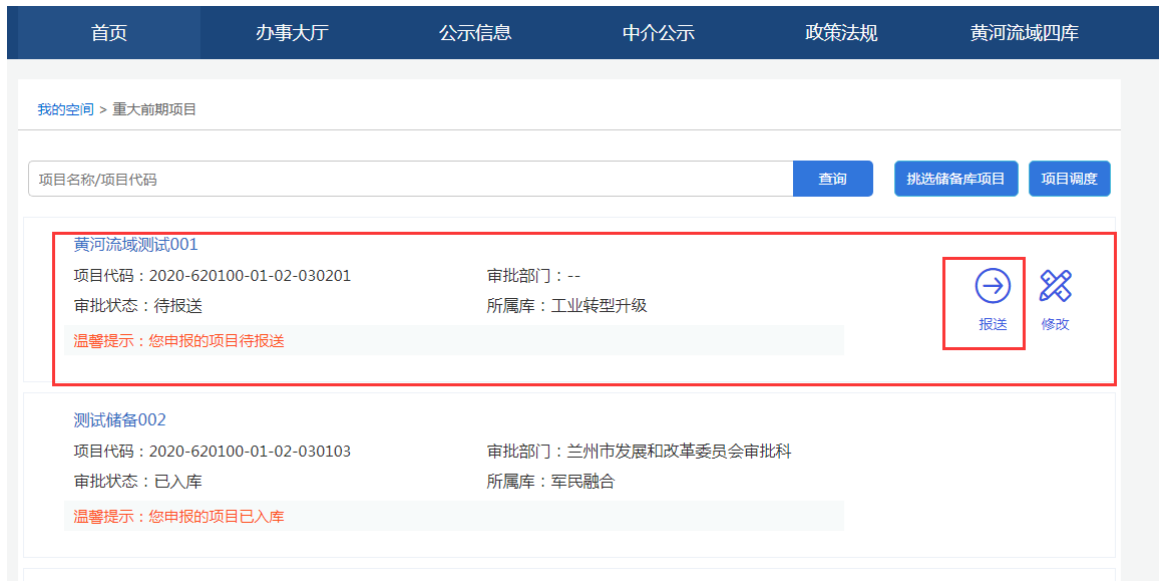 首页 办事大厅 公示信息 中介公示 政策法规 黄河流域四库
我的空间 > 重大前期项目
项目名称/项目代码 查询 挑选储备库项目 项目调度
黄河流域测试001
项目代码：2020-620100-01-02-030201 审批部门：--
审批状态：待报送 所属库：工业转型升级
报送 修改
温馨提示：您申报的项目待报送
测试储备002
项目代码：2020-620100-01-02-030103 审批部门：兰州市发展和改革委员会审批科
审批状态：已入库 所属库：军民融合
温馨提示：您申报的项目已入库